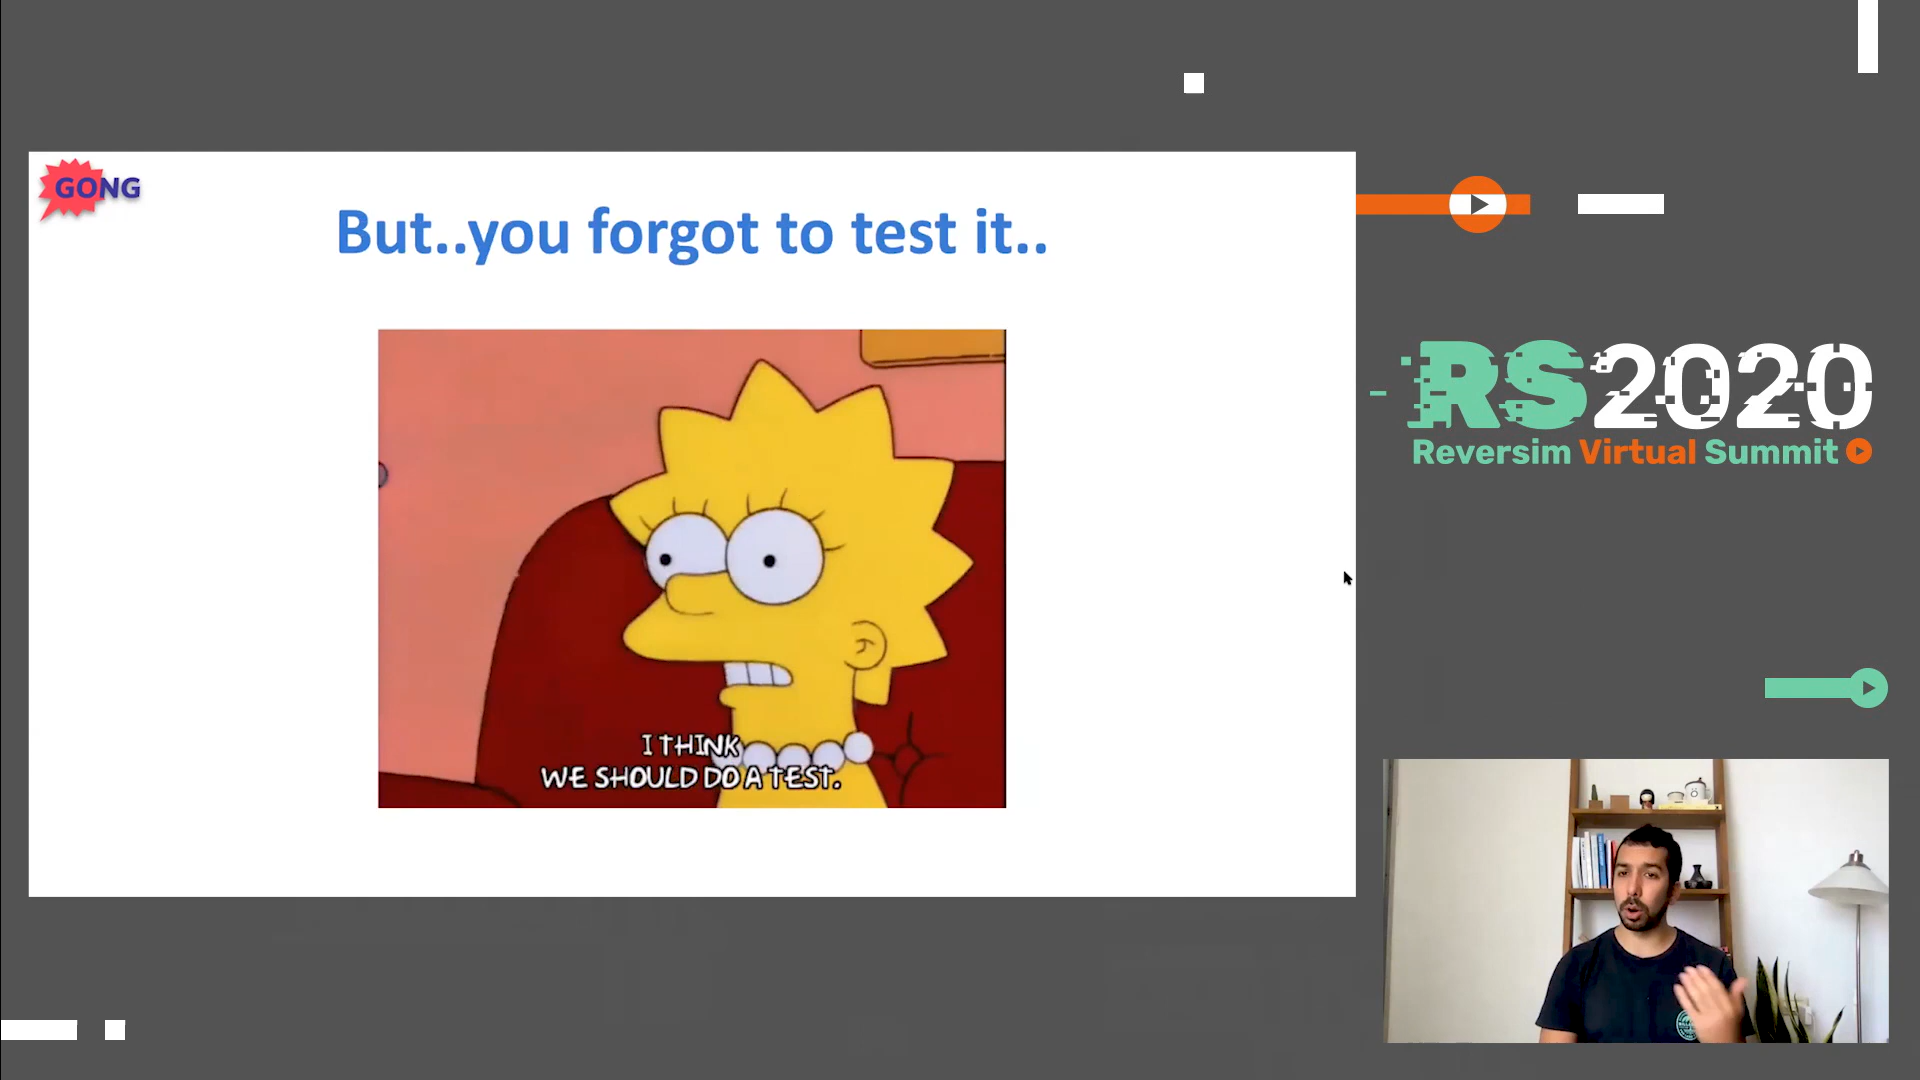 GONG
But..you forgot to test it..
I THINK
WE SHOULD DO A TEST.
RS2020
Reversim Virtual Summit